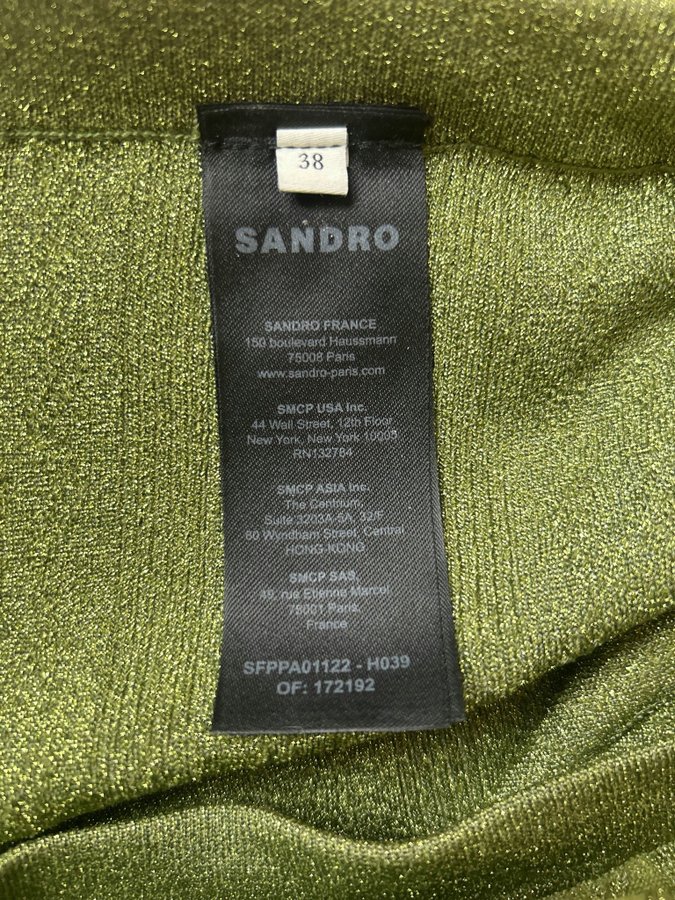 38
SANDRO
SANDRO FRANCE
150 boulevard Haussmann
75008 Paris
www.sandro-paris.com
SMCP USA Inc.
44 Wall Street, 12th Floor
New York, New York 10005
RN132784
SMCP ASIA Inc.
The Centrium,
Suite 3203A-5A, 32/F
60 Wyndham Street, Central
HONG-KONG
SMCP SAS,
49, rue Etienne Marcel
75001 Paris,
France
SFPPA01122 - H039
OF: 172192